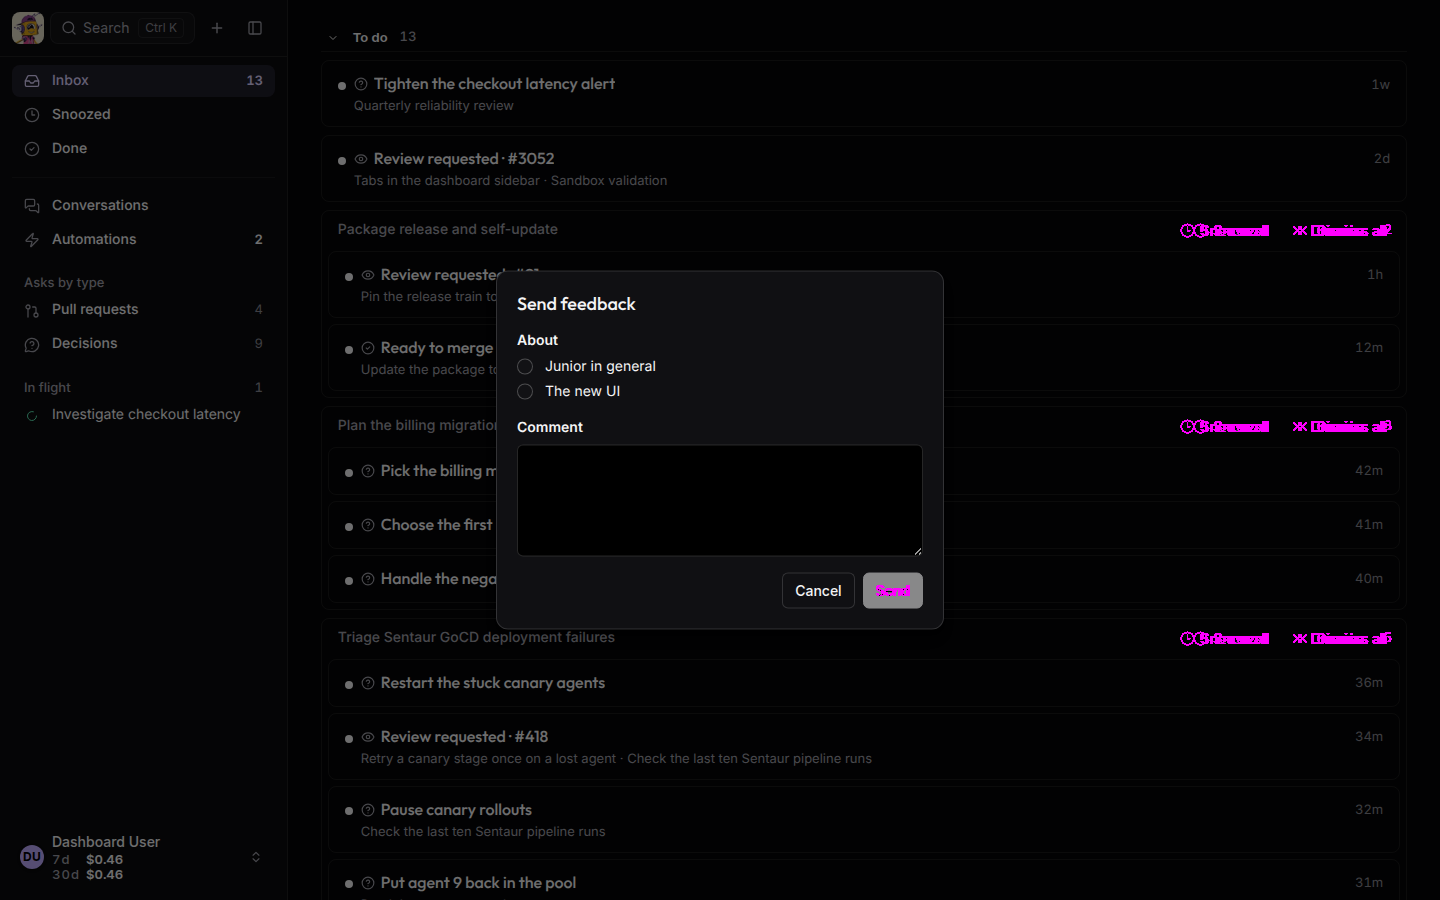 Search Ctrl K
Inbox 13
Snoozed
Done
Conversations
Automations 2
Asks by type
Pull requests 4
Decisions 9
In flight 1
Investigate checkout latency
Dashboard User
DU
7d $0.46
30d $0.46
To do 13
Tighten the checkout latency alert 1w
Quarterly reliability review
Review requested · #3052 2d
Tabs in the dashboard sidebar · Sandbox validation
Package release and self-update
Review requested 1h
Pin the release train
Ready to merge 12m
Update the package
Plan the billing migration
Pick the billing 42m
Choose the first 41m
Handle the 40m
Triage Sentaur GoCD deployment failures
Restart the stuck canary agents 36m
Review requested · #418 34m
Retry a canary stage once on a lost agent · Check the last ten Sentaur pipeline runs
Pause canary rollouts 32m
Check the last ten Sentaur pipeline runs
Put agent 9 back in the pool 31m
Send feedback
About
Junior in general
The new UI
Comment
Cancel Send